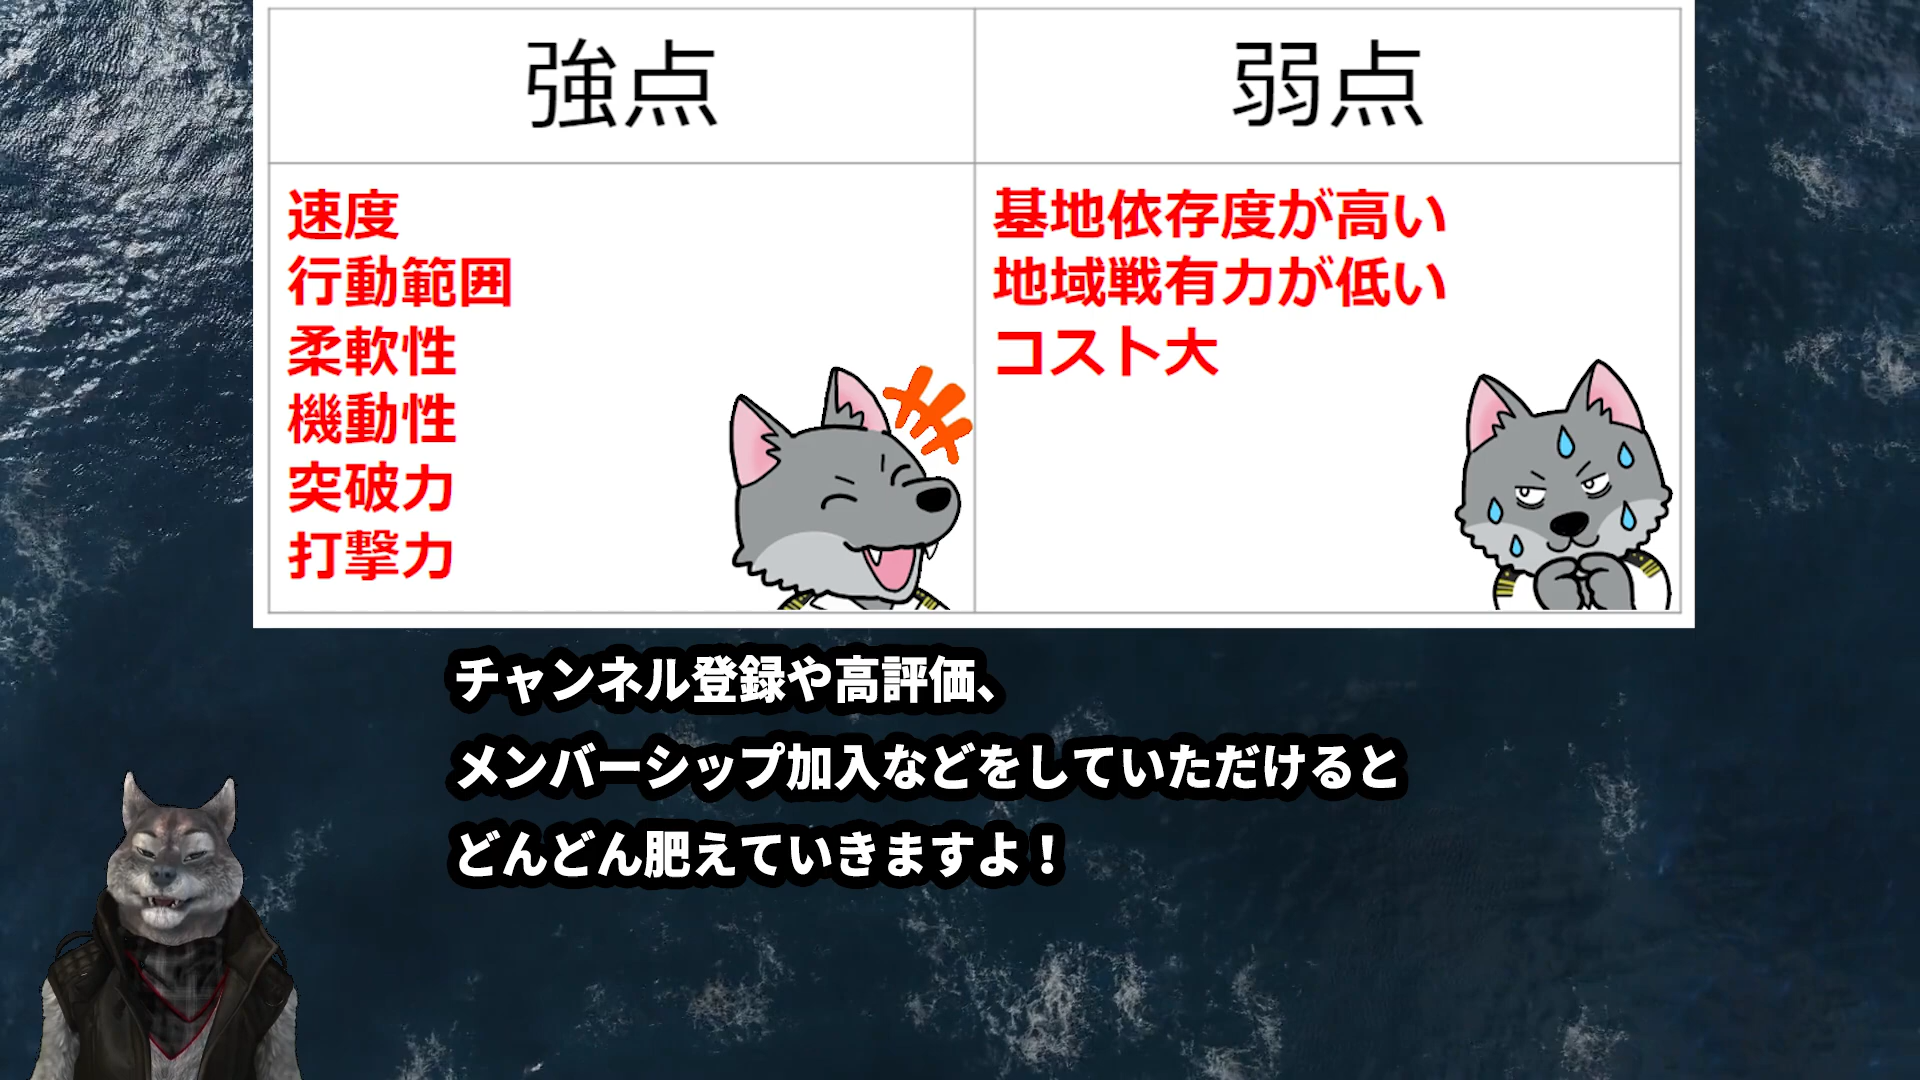 強点
弱点
速度
行動範囲
柔軟性
機動性
突破力
打撃力
基地依存度が高い
地域戦有力が低い
コスト大
チャンネル登録や高評価、
メンバーシップ加入などをしていただけると
どんどん肥えていきますよ！